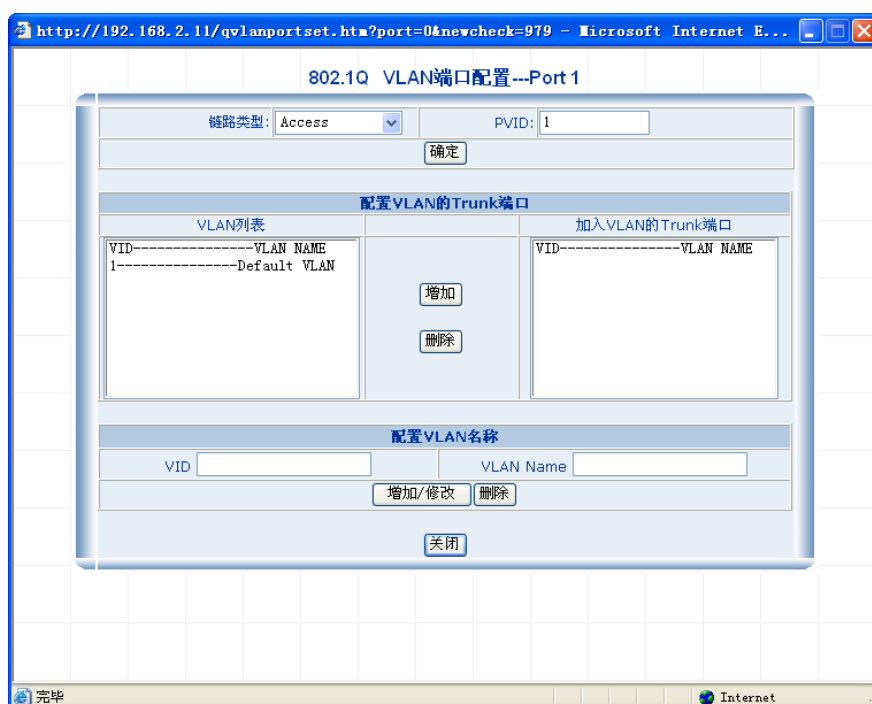 http://192.168.2.11/qvlanportset.htm?port=0&newcheck=979 - Microsoft Internet E...
802.1Q VLAN端口配置---Port 1
链路类型: Access PVID: 1
确定
配置VLAN的Trunk端口
VLAN列表 加入VLAN的Trunk端口
VID---------------VLAN NAME VID---------------VLAN NAME
1---------------Default VLAN
增加
删除
配置VLAN名称
VID VLAN Name
增加/修改 删除
关闭
完毕 Internet